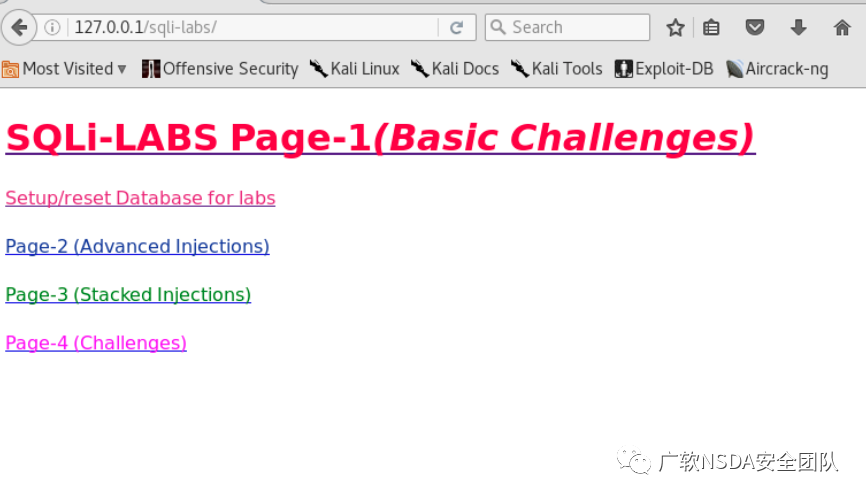 127.0.0.1/sqli-labs/ Search
Most Visited Offensive Security Kali Linux Kali Docs Kali Tools Exploit-DB Aircrack-ng
SQLi-LABS Page-1(Basic Challenges)
Setup/reset Database for labs
Page-2 (Advanced Injections)
Page-3 (Stacked Injections)
Page-4 (Challenges)
广软NSDA安全团队